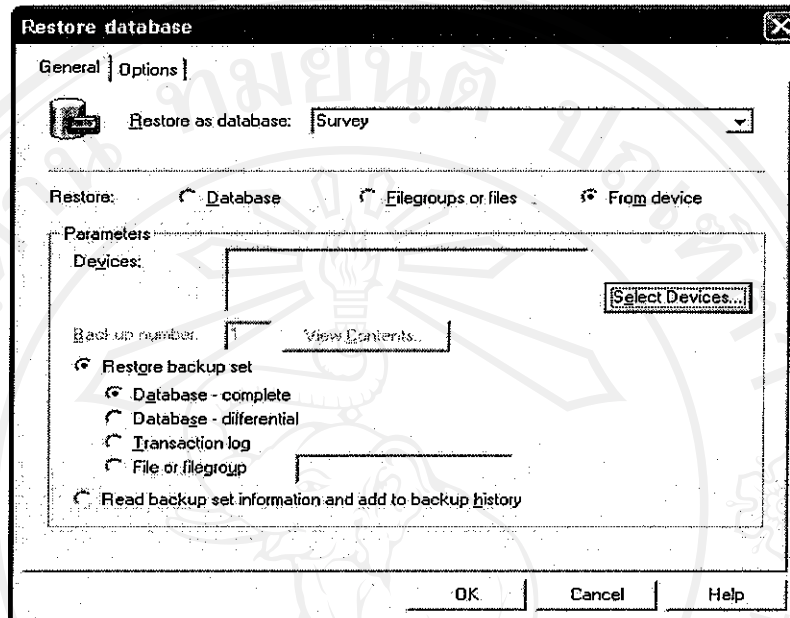 Restore database
General Options
Restore as database: Survey
Restore: Database Filegroups or files From device
Parameters
Devices:
Select Devices...
Backup number: 1 View Contents...
Restore backup set
Database - complete
Database - differential
Transaction log
File or filegroup
Read backup set information and add to backup history
OK Cancel Help